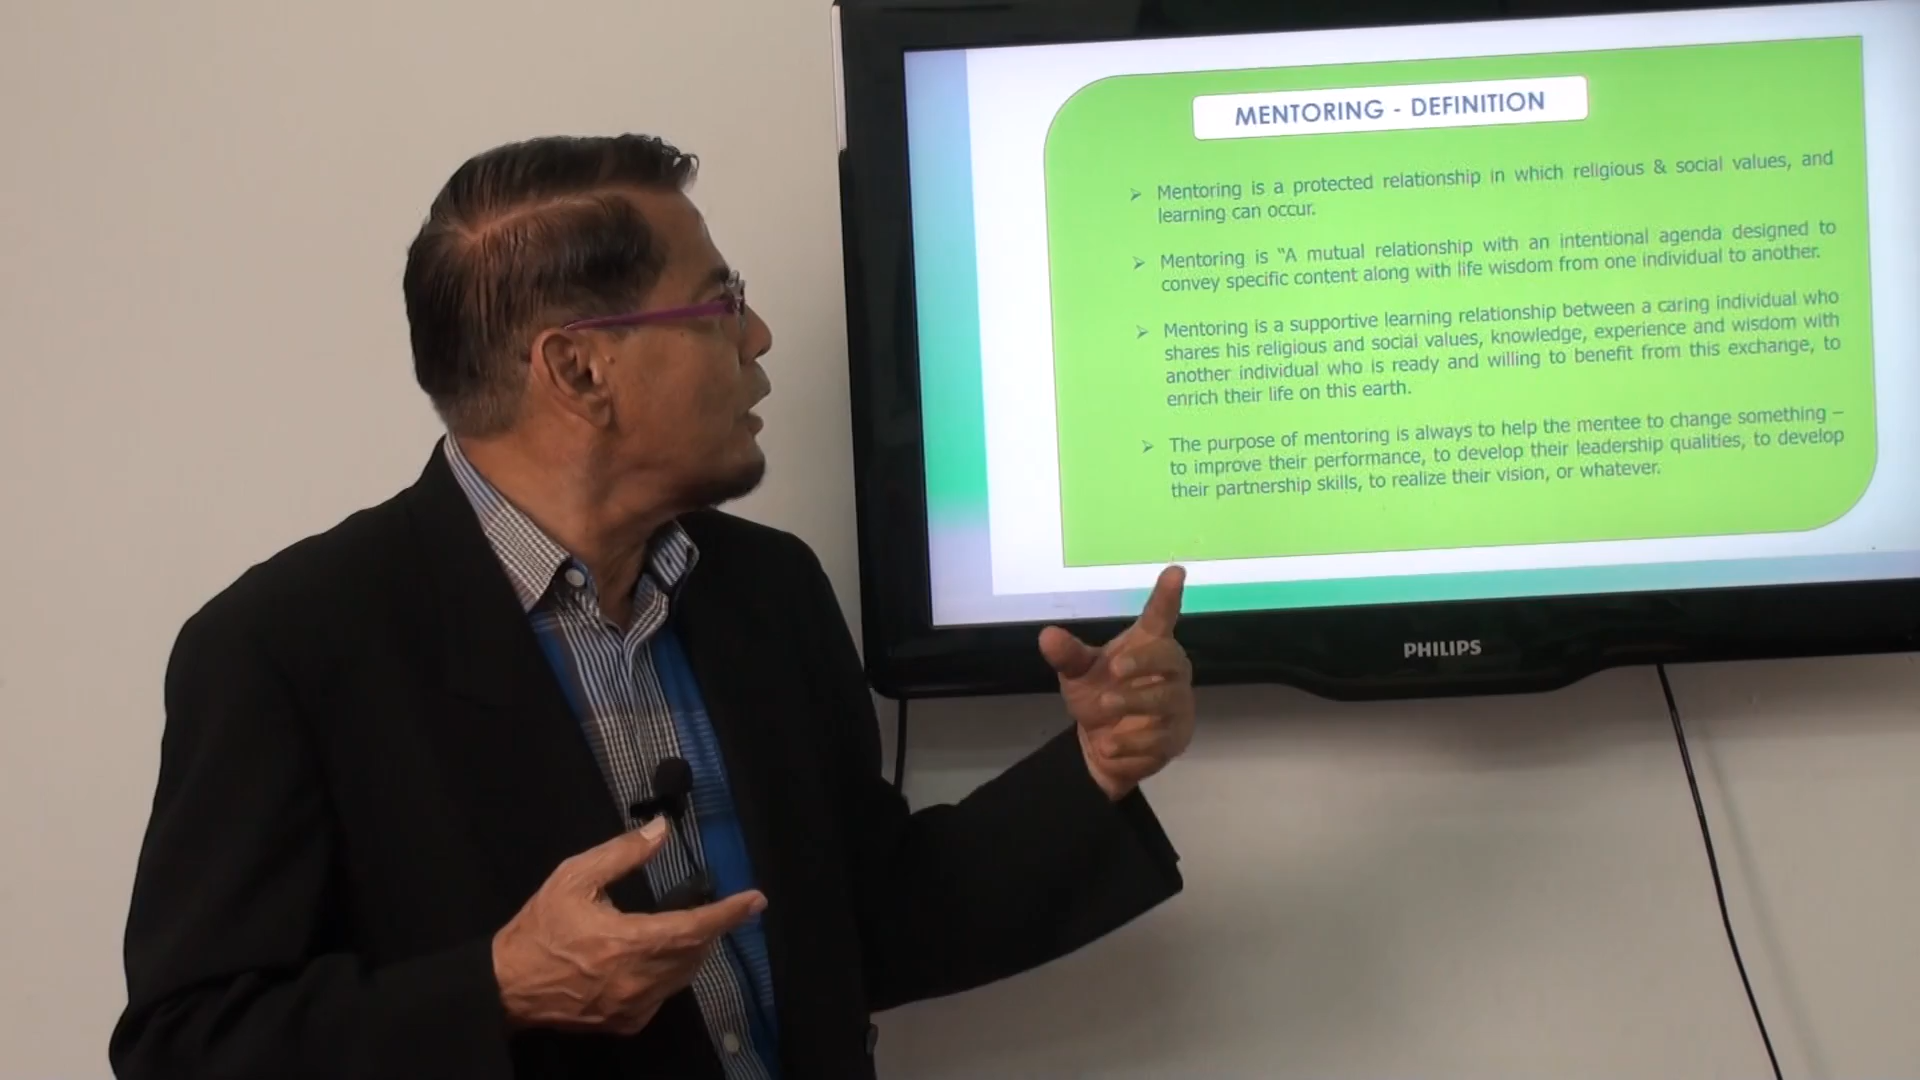 MENTORING - DEFINITION
➢ Mentoring is a protected relationship in which religious & social values, and
learning can occur.
➢ Mentoring is “A mutual relationship with an intentional agenda designed to
convey specific content along with life wisdom from one individual to another.
➢ Mentoring is a supportive learning relationship between a caring individual who
shares his religious and social values, knowledge, experience and wisdom with
another individual who is ready and willing to benefit from this exchange, to
enrich their life on this earth.
➢ The purpose of mentoring is always to help the mentee to change something –
to improve their performance, to develop their leadership qualities, to develop
their partnership skills, to realize their vision, or whatever.
PHILIPS